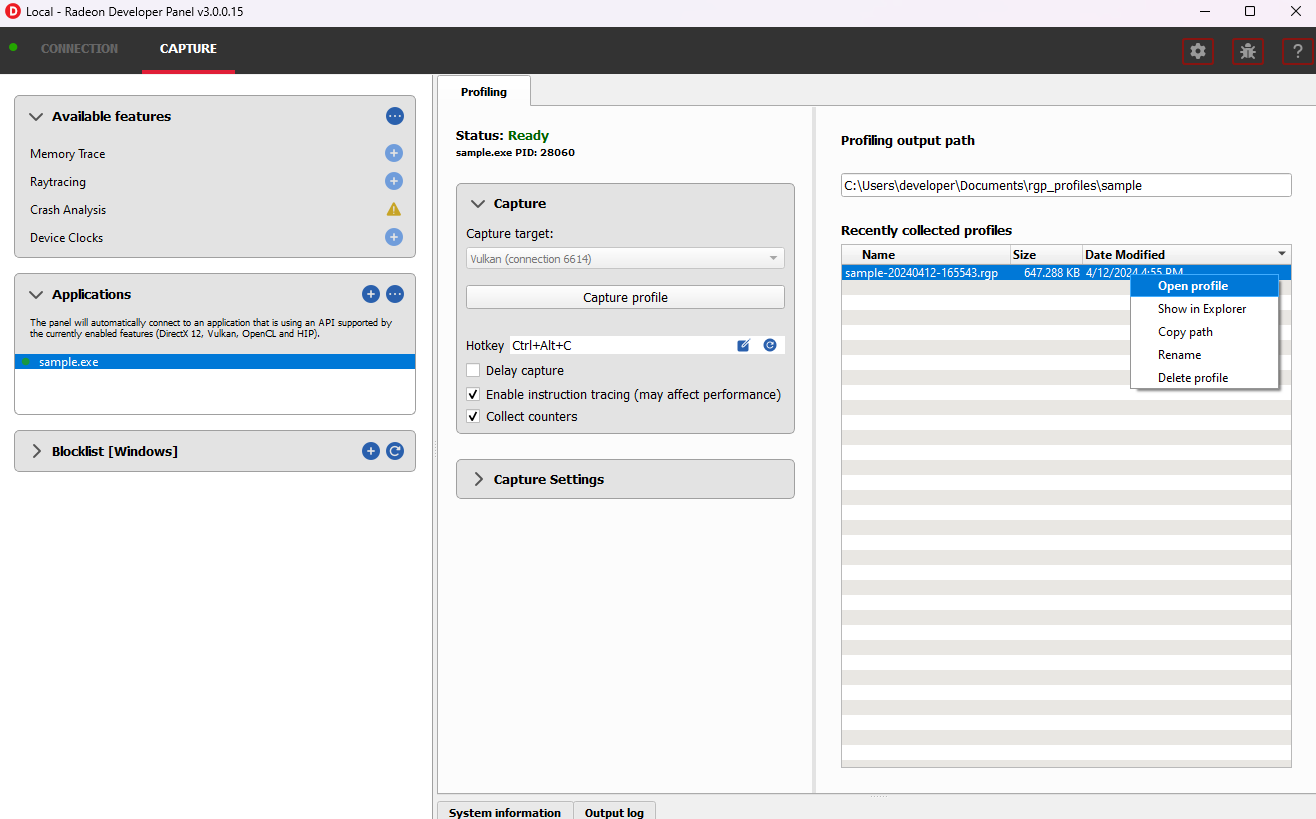 Local - Radeon Developer Panel v3.0.0.15
CONNECTION
CAPTURE
?
Available features
Memory Trace
Raytracing
Crash Analysis
Device Clocks
Applications
The panel will automatically connect to an application that is using an API supported by
the currently enabled features (DirectX 12, Vulkan, OpenCL and HIP).
sample.exe
Blocklist [Windows]
Profiling
Status: Ready
sample.exe PID: 28060
Capture
Capture target:
Vulkan (connection 6614)
Capture profile
Hotkey Ctrl+Alt+C
Delay capture
Enable instruction tracing (may affect performance)
Collect counters
Capture Settings
Profiling output path
C:\Users\developer\Documents\rgp_profiles\sample
Recently collected profiles
Name Size Date Modified
sample-20240412-165543.rgp 647.288 KB 4/12/2024 4:55 PM
Open profile
Show in Explorer
Copy path
Rename
Delete profile
System information
Output log